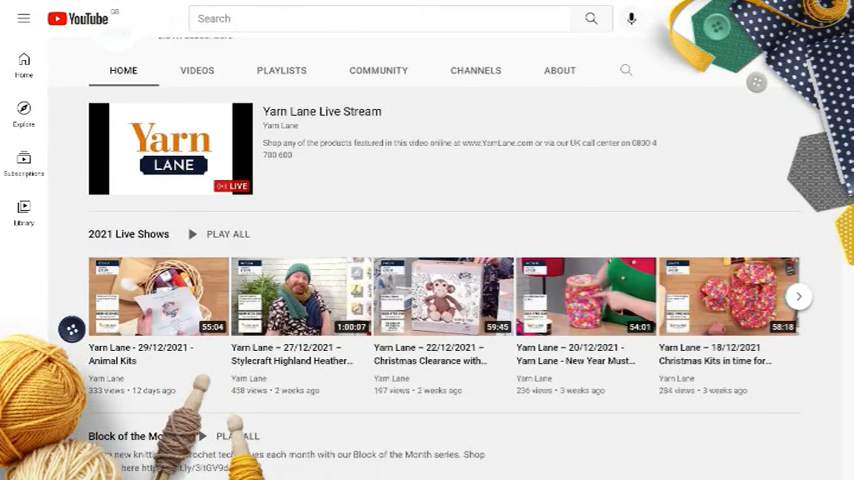 YouTube GB
Search
Home
Explore
Subscriptions
Library
HOME VIDEOS PLAYLISTS COMMUNITY CHANNELS ABOUT
Yarn
LANE
LIVE
Yarn Lane Live Stream
Yarn Lane
Shop any of the products featured in this video online at www.YarnLane.com or via our UK call center on 0800 4
700 600
2021 Live Shows PLAY ALL
55:04 1:00:07 59:45 54:01 58:18
Yarn Lane - 29/12/2021 -
Animal Kits
Yarn Lane
333 views • 12 days ago
Yarn Lane – 27/12/2021 –
Stylecraft Highland Heather...
Yarn Lane
458 views • 2 weeks ago
Yarn Lane – 22/12/2021 –
Christmas Clearance with...
Yarn Lane
197 views • 2 weeks ago
Yarn Lane – 20/12/2021 -
Yarn Lane - New Year Must...
Yarn Lane
236 views • 3 weeks ago
Yarn Lane – 18/12/2021
Christmas Kits in time for...
Yarn Lane
284 views • 3 weeks ago
Block of the PLAY ALL
new techniques each month with our Block of the Month series. Shop
here